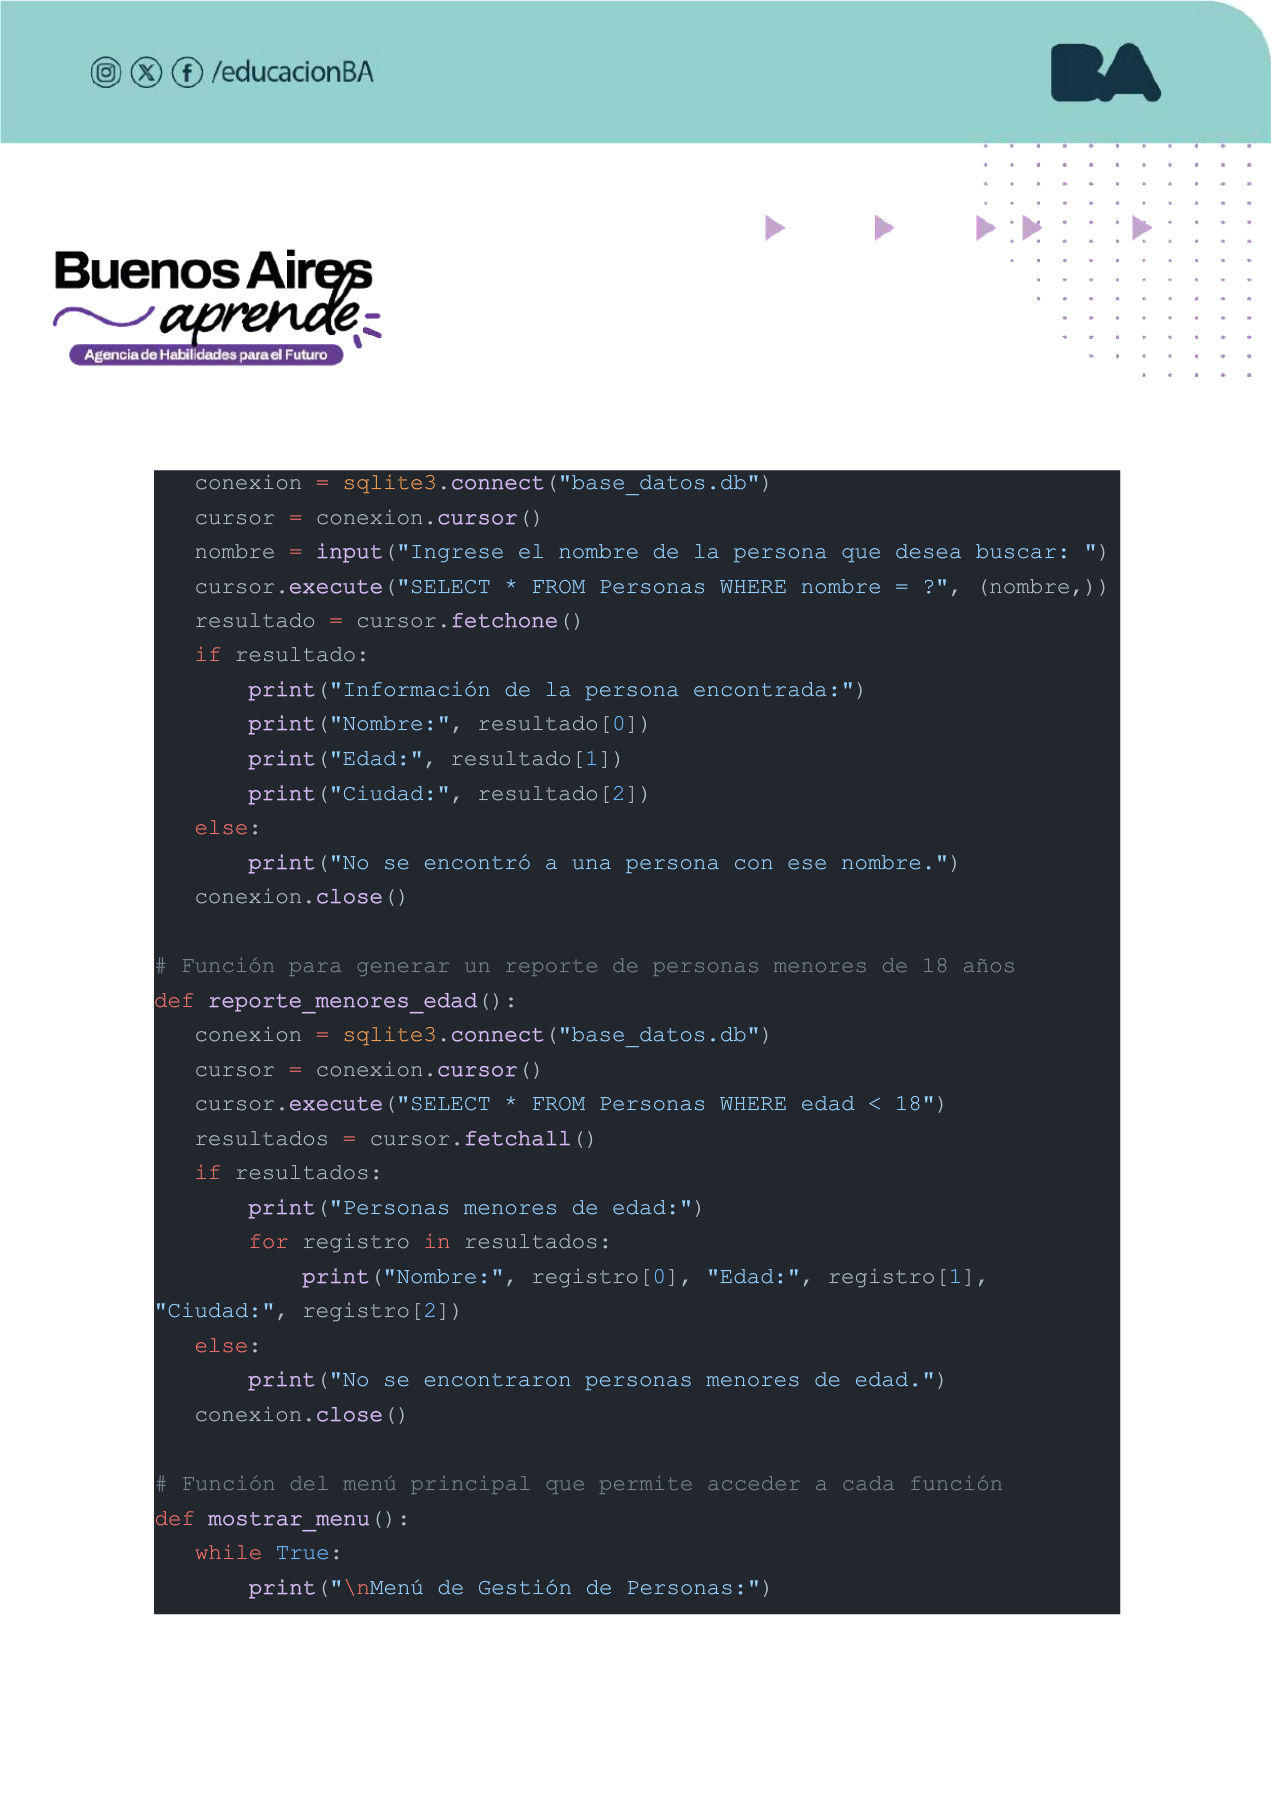 /educacionBA
BA
Buenos Aires
aprende
Agencia de Habilidades para el Futuro
conexion = sqlite3.connect("base_datos.db")
cursor = conexion.cursor()
nombre = input("Ingrese el nombre de la persona que desea buscar: ")
cursor.execute("SELECT * FROM Personas WHERE nombre = ?", (nombre,))
resultado = cursor.fetchone()
if resultado:
print("Información de la persona encontrada:")
print("Nombre:", resultado[0])
print("Edad:", resultado[1])
print("Ciudad:", resultado[2])
else:
print("No se encontró a una persona con ese nombre.")
conexion.close()
# Función para generar un reporte de personas menores de 18 años
def reporte_menores_edad():
conexion = sqlite3.connect("base_datos.db")
cursor = conexion.cursor()
cursor.execute("SELECT * FROM Personas WHERE edad < 18")
resultados = cursor.fetchall()
if resultados:
print("Personas menores de edad:")
for registro in resultados:
print("Nombre:", registro[0], "Edad:", registro[1],
"Ciudad:", registro[2])
else:
print("No se encontraron personas menores de edad.")
conexion.close()
# Función del menú principal que permite acceder a cada función
def mostrar_menu():
while True:
print("\nMenú de Gestión de Personas:")